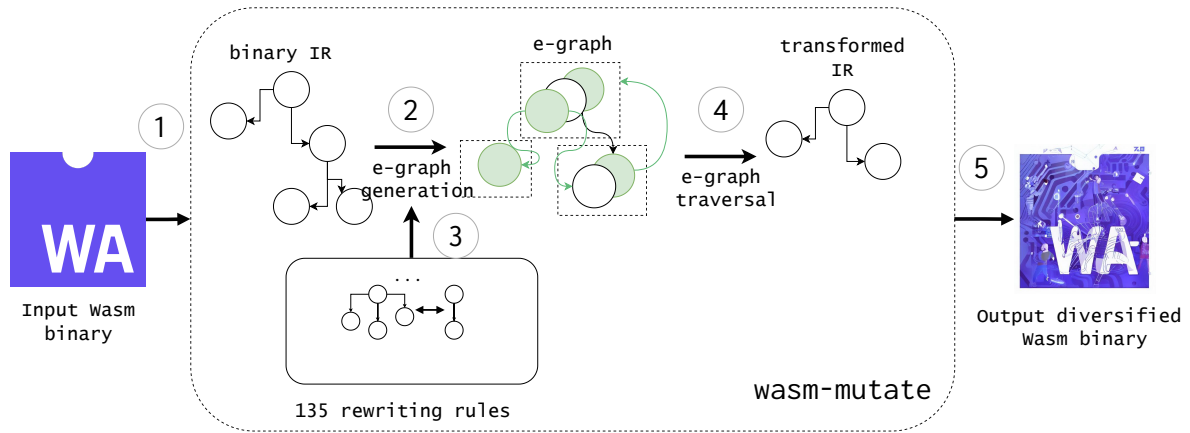 binary IR
e-graph
transformed
IR
1
2
4
5
e-graph
generation
e-graph
traversal
3
WA
...
WA
Input Wasm
binary
Output diversified
Wasm binary
wasm-mutate
135 rewriting rules